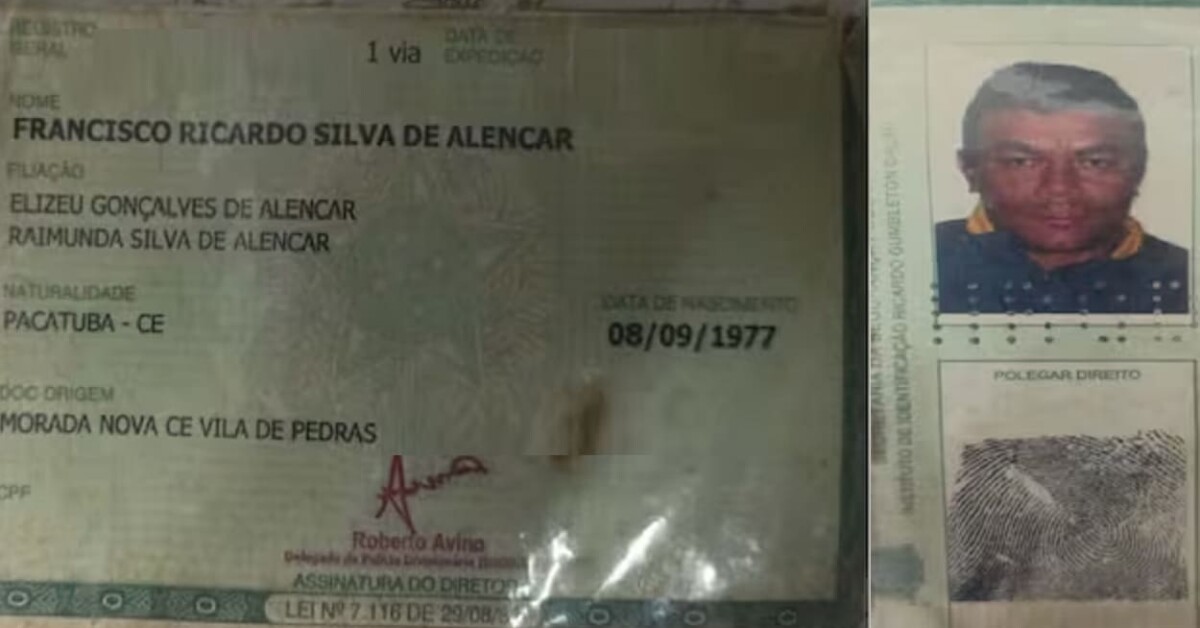 REGISTRO
GERAL
1 via
DATA DE
EXPEDIÇÃO
NOME
FRANCISCO RICARDO SILVA DE ALENCAR
FILIAÇÃO
ELIZEU GONÇALVES DE ALENCAR
RAIMUNDA SILVA DE ALENCAR
NATURALIDADE
PACATUBA - CE
DATA DE NASCIMENTO
08/09/1977
DOC ORIGEM
MORADA NOVA CE VILA DE PEDRAS
CPF
Roberto Avino
Delegado de Polícia
ASSINATURA DO DIRETOR
LEI Nº 7.116 DE 29/08/
INSTITUTO DE IDENTIFICAÇÃO RICARDO GUMBLETON
POLEGAR DIREITO